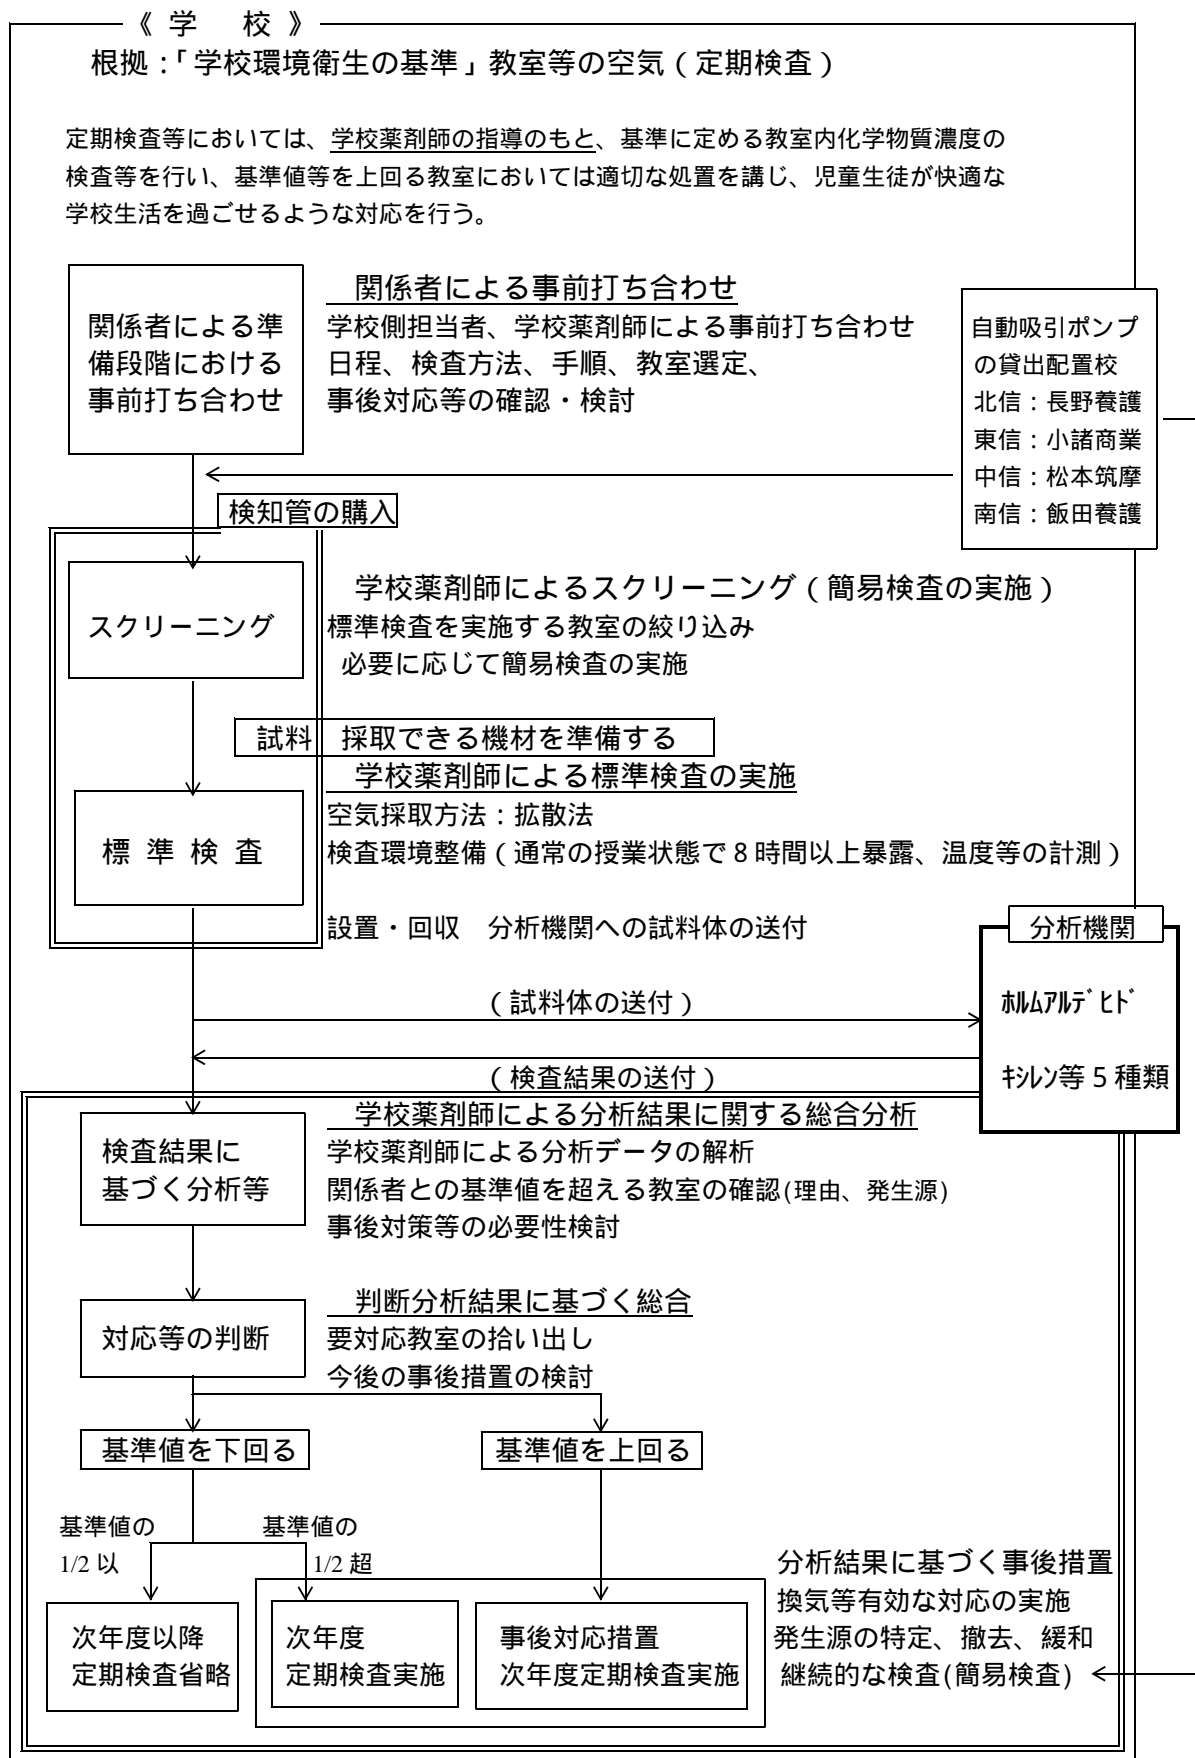 《 学　校 》
根拠：「学校環境衛生の基準」教室等の空気（定期検査）
定期検査等においては、学校薬剤師の指導のもと、基準に定める教室内化学物質濃度の
検査等を行い、基準値等を上回る教室においては適切な処置を講じ、児童生徒が快適な
学校生活を過ごせるような対応を行う。
関係者による準
備段階における
事前打ち合わせ
関係者による事前打ち合わせ
学校側担当者、学校薬剤師による事前打ち合わせ
日程、検査方法、手順、教室選定、
事後対応等の確認・検討
自動吸引ポンプ
の貸出配置校
北信：長野養護
東信：小諸商業
中信：松本筑摩
南信：飯田養護
検知管の購入
スクリーニング
学校薬剤師によるスクリーニング（簡易検査の実施）
標準検査を実施する教室の絞り込み
必要に応じて簡易検査の実施
試料　採取できる機材を準備する
標 準 検 査
学校薬剤師による標準検査の実施
空気採取方法：拡散法
検査環境整備（通常の授業状態で８時間以上暴露、温度等の計測）
設置・回収　分析機関への試料体の送付
分析機関
ﾎﾙﾑｱﾙﾃﾞﾋﾄﾞ
ｷｼﾚﾝ等５種類
（試料体の送付）
（検査結果の送付）
検査結果に
基づく分析等
学校薬剤師による分析結果に関する総合分析
学校薬剤師による分析データの解析
関係者との基準値を超える教室の確認(理由、発生源)
事後対策等の必要性検討
対応等の判断
判断分析結果に基づく総合
要対応教室の拾い出し
今後の事後措置の検討
基準値を下回る
基準値を上回る
基準値の
1/2 以
基準値の
1/2 超
次年度以降
定期検査省略
次年度
定期検査実施
事後対応措置
次年度定期検査実施
分析結果に基づく事後措置
換気等有効な対応の実施
発生源の特定、撤去、緩和
継続的な検査(簡易検査)